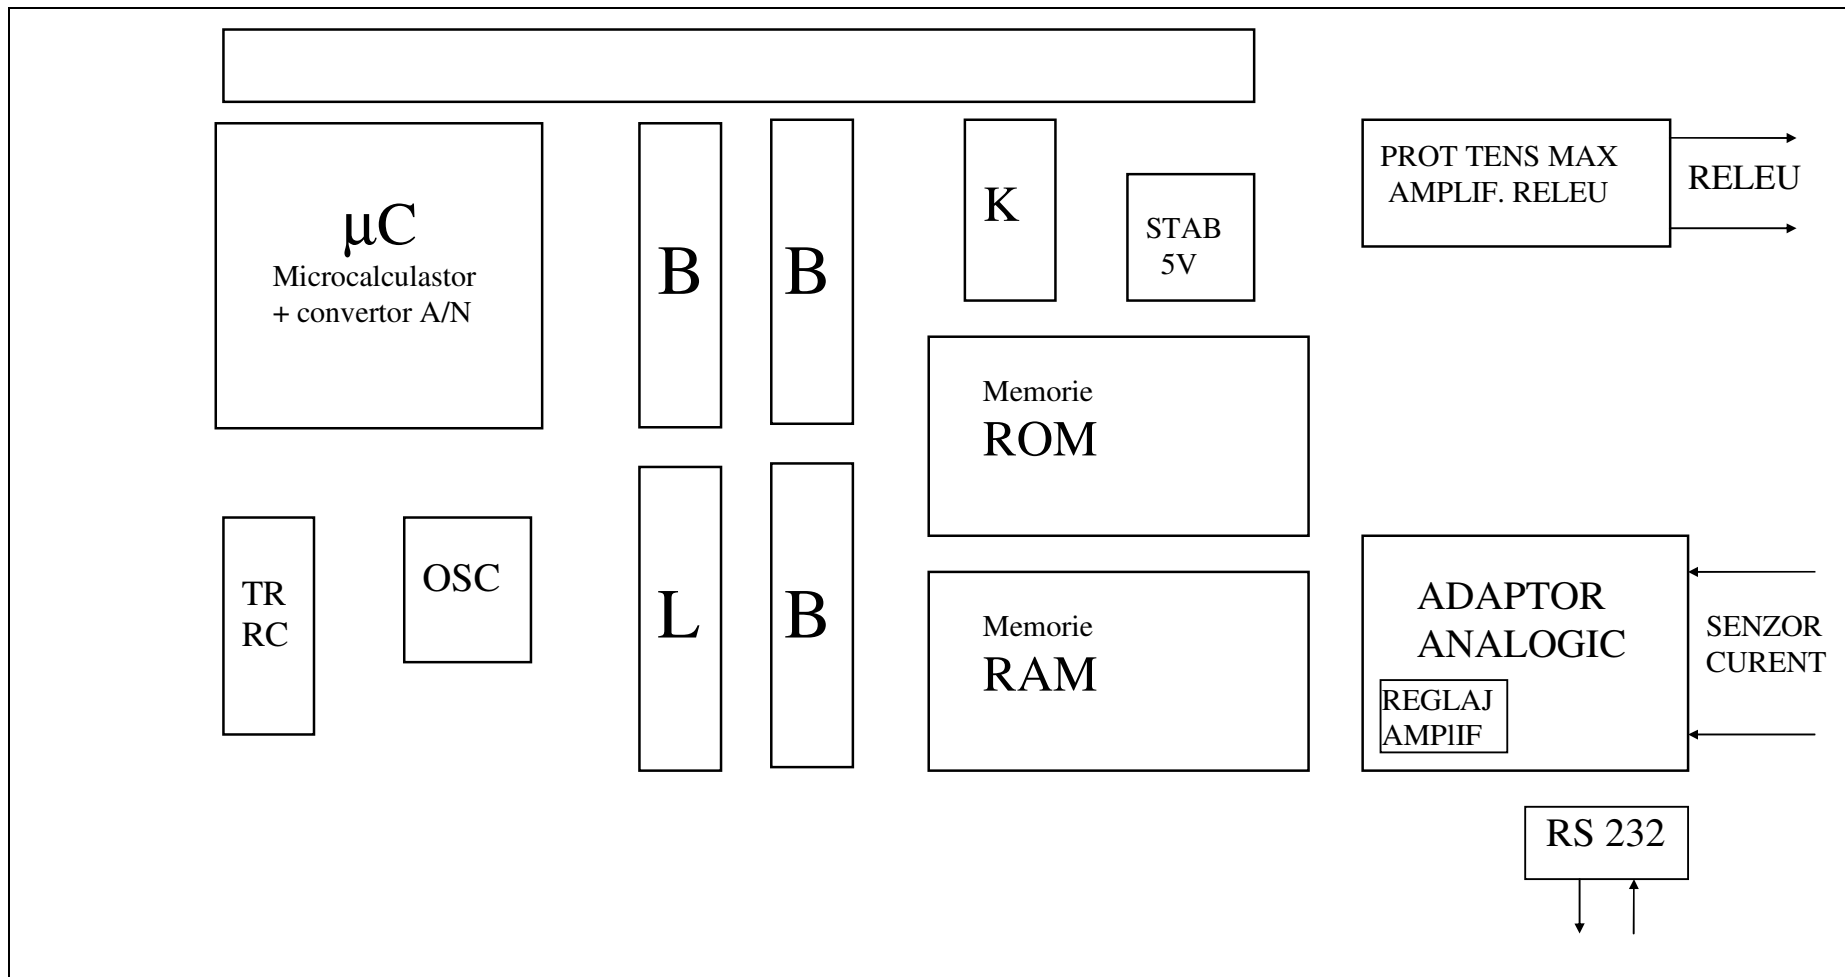 µC
Microcalculastor
+ convertor A/N
B
B
K
STAB
5V
PROT TENS MAX
AMPLIF. RELEU
RELEU
Memorie
ROM
TR
RC
OSC
L
B
Memorie
RAM
ADAPTOR
ANALOGIC
REGLAJ
AMPlIF
SENZOR
CURENT
RS 232